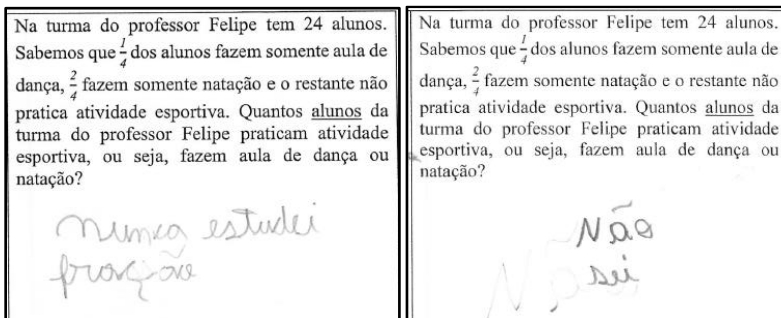 Na turma do professor Felipe tem 24 alunos.
Sabemos que 1/4 dos alunos fazem somente aula de
dança, 2/4 fazem somente natação e o restante não
pratica atividade esportiva. Quantos alunos da
turma do professor Felipe praticam atividade
esportiva, ou seja, fazem aula de dança ou
natação?
nunca estudei
fração
Na turma do professor Felipe tem 24 alunos.
Sabemos que 1/4 dos alunos fazem somente aula de
dança, 2/4 fazem somente natação e o restante não
pratica atividade esportiva. Quantos alunos da
turma do professor Felipe praticam atividade
esportiva, ou seja, fazem aula de dança ou
natação?
Não
sei